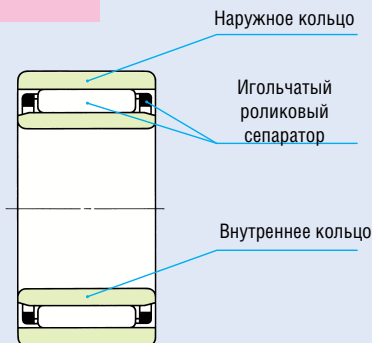 Наружное кольцо
Игольчатый
роликовый
сепаратор
Внутреннее кольцо